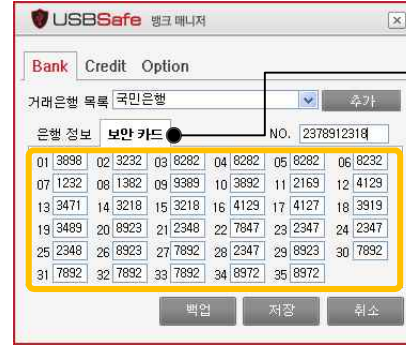 USBSafe 뱅크 매니저
Bank Credit Option
거래은행 목록 국민은행 추가
은행 정보 보안 카드 NO. 2378912318
01 3898 02 3232 03 8282 04 8282 05 8282 06 8232
07 1232 08 1382 09 9389 10 3892 11 2169 12 4129
13 3471 14 3218 15 3218 16 4129 17 4127 18 3919
19 3489 20 8923 21 2348 22 7847 23 2347 24 2347
25 2348 26 8923 27 7892 28 2347 29 8923 30 7892
31 7892 32 7892 33 7892 34 8972 35 8972
백업 저장 취소